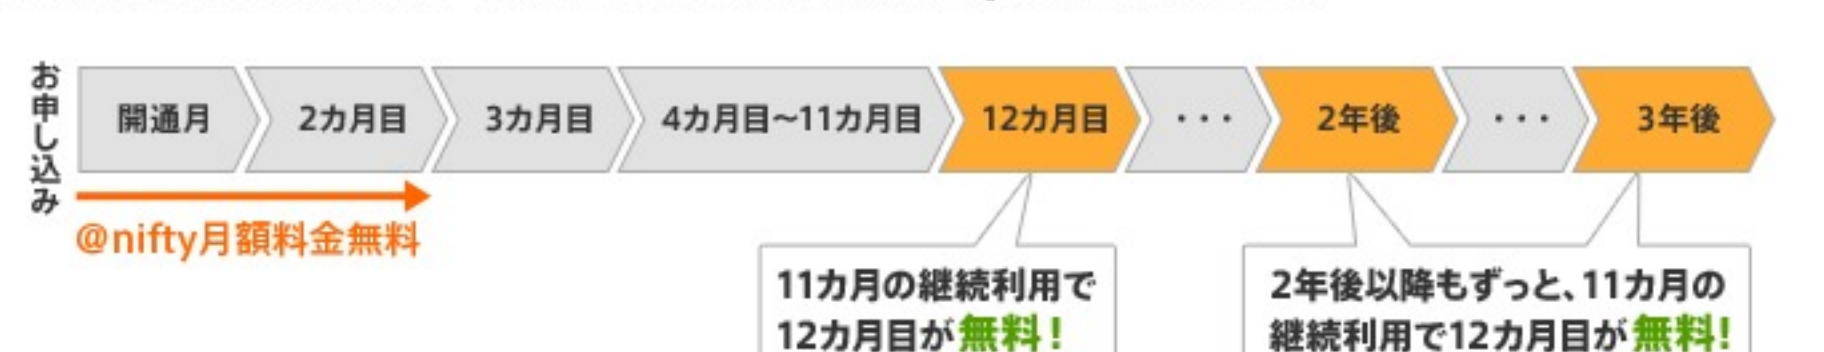 お申し込み
開通月
2カ月目
3カ月目
4カ月目～11カ月目
12カ月目
・・・
2年後
・・・
3年後
@nifty月額料金無料
11カ月の継続利用で
12カ月目が無料！
2年後以降もずっと、11カ月の
継続利用で12カ月目が無料！